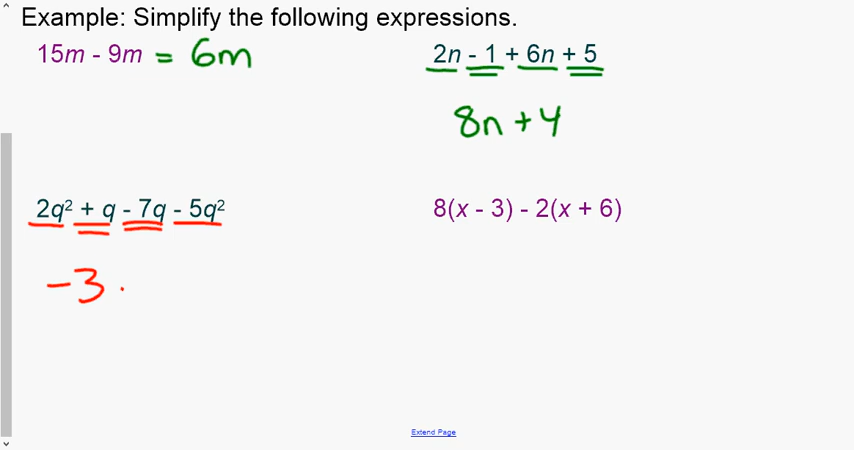 Example: Simplify the following expressions.
15m - 9m = 6m
2n - 1 + 6n + 5
8n + 4
2q² + q - 7q - 5q²
-3
8(x - 3) - 2(x + 6)
Extend Page